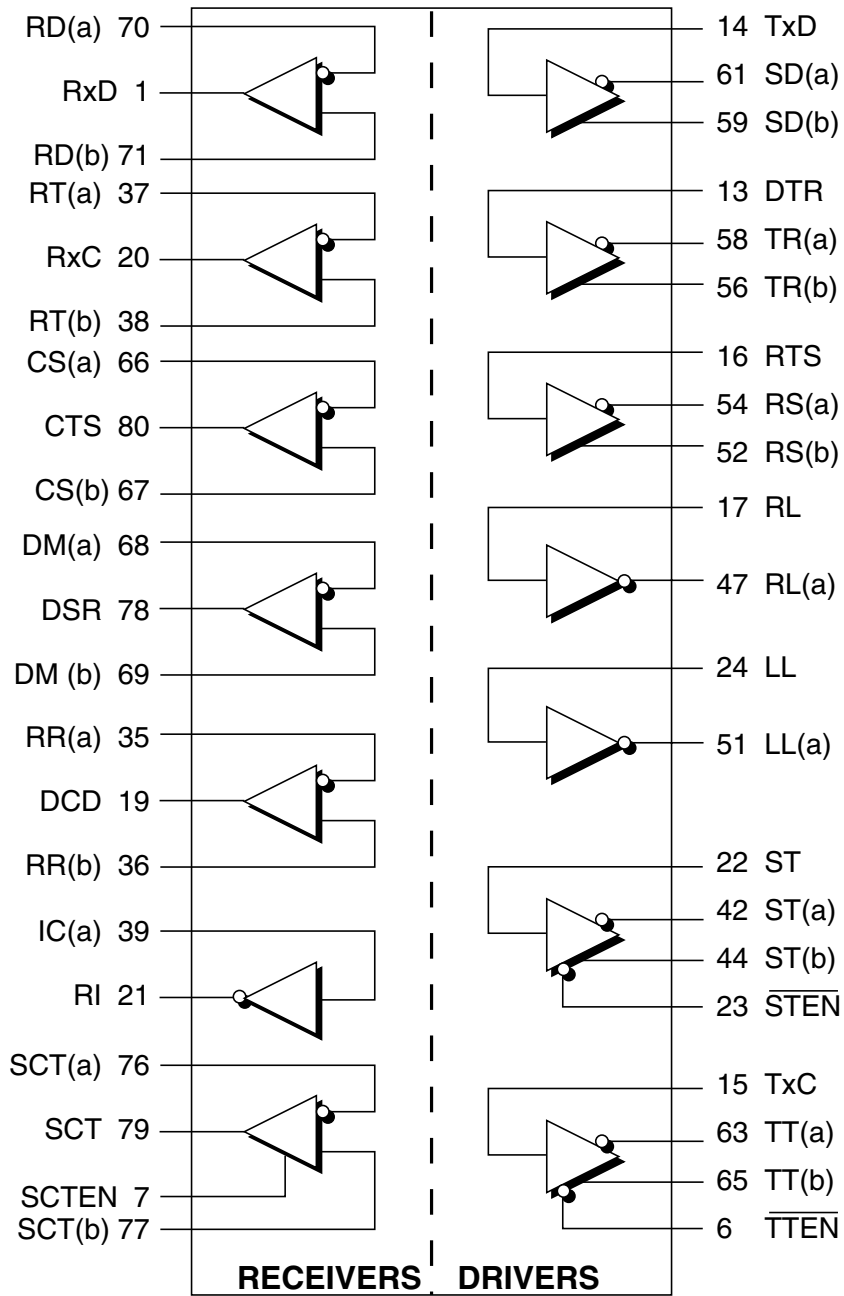 RD(a) 70
RxD 1
RD(b) 71
RT(a) 37
RxC 20
RT(b) 38
CS(a) 66
CTS 80
CS(b) 67
DM(a) 68
DSR 78
DM (b) 69
RR(a) 35
DCD 19
RR(b) 36
IC(a) 39
RI 21
SCT(a) 76
SCT 79
SCTEN 7
SCT(b) 77
14 TxD
61 SD(a)
59 SD(b)
13 DTR
58 TR(a)
56 TR(b)
16 RTS
54 RS(a)
52 RS(b)
17 RL
47 RL(a)
24 LL
51 LL(a)
22 ST
42 ST(a)
44 ST(b)
23 S̅T̅E̅N̅
15 TxC
63 TT(a)
65 TT(b)
6 T̅T̅E̅N̅
RECEIVERS DRIVERS